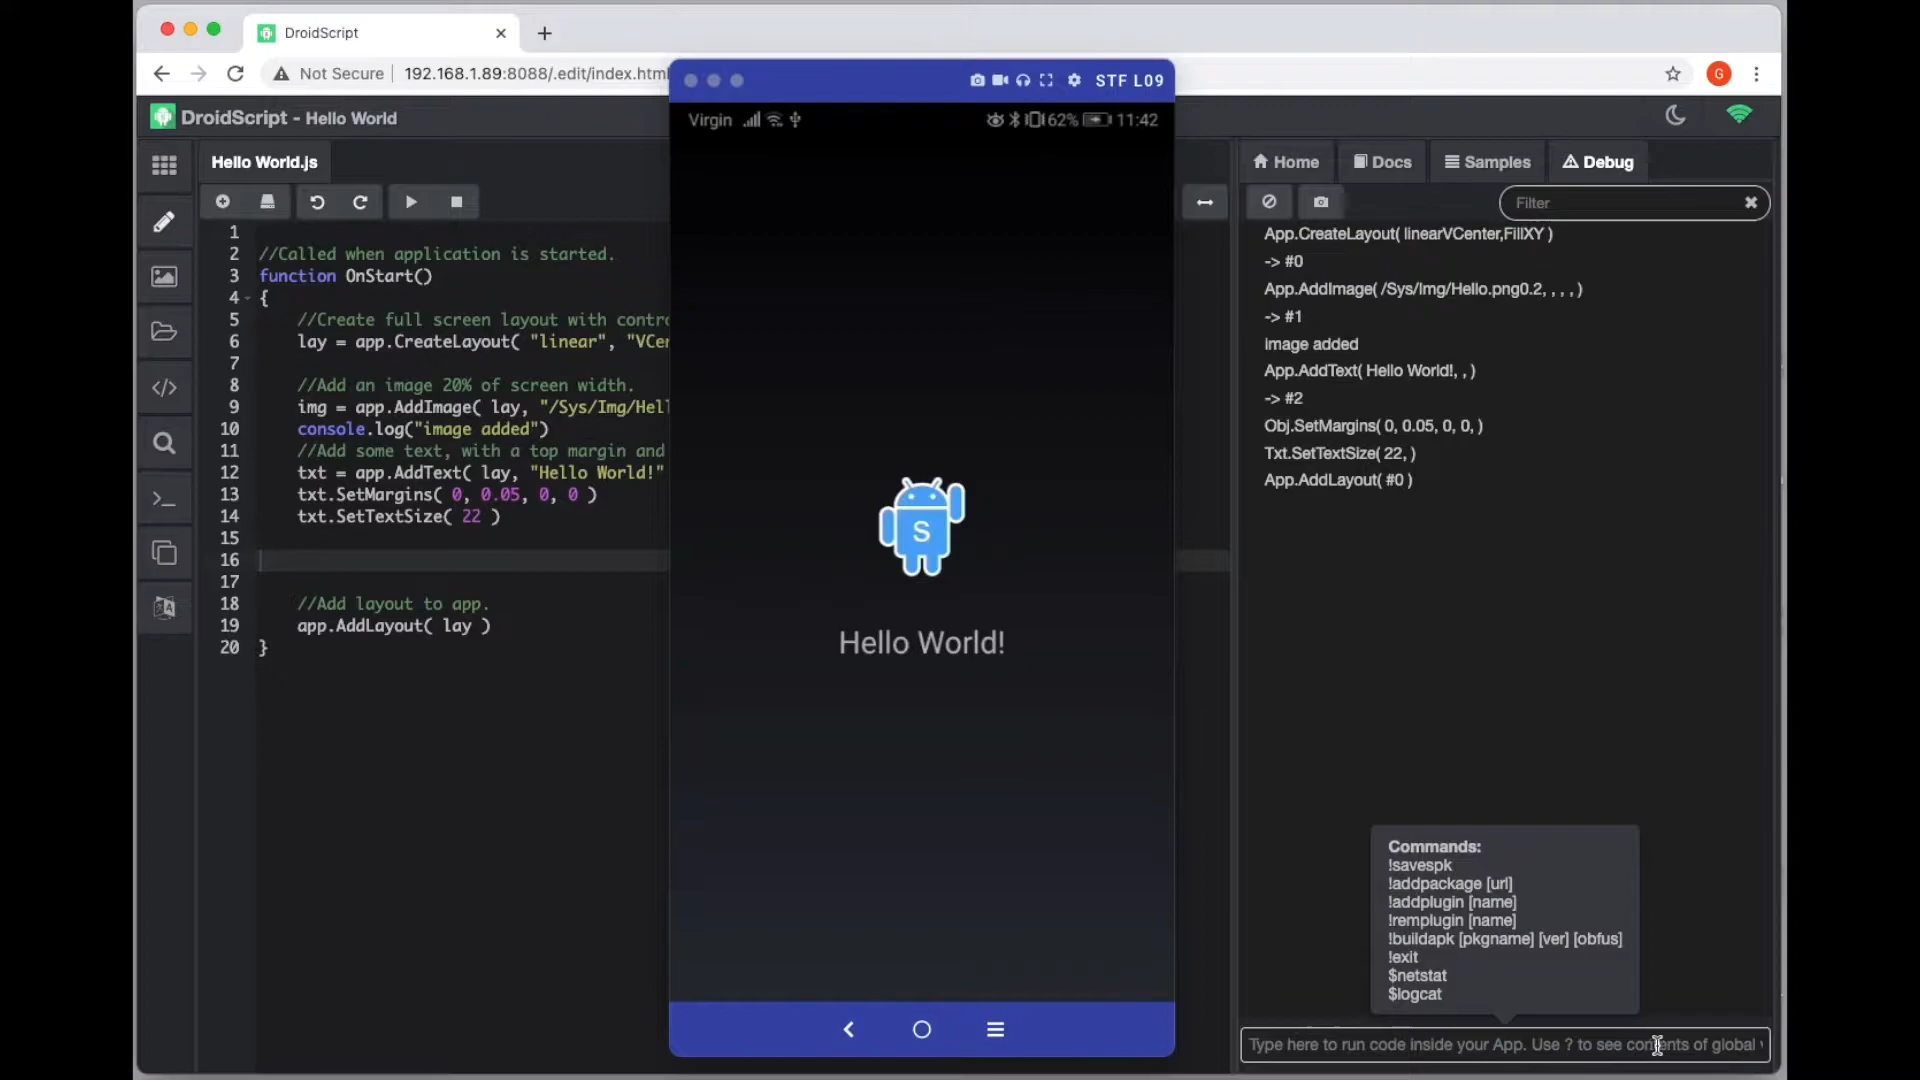 DroidScript
Not Secure
192.168.1.89:8088/.edit/index.html
G
STF L09
DroidScript - Hello World
Virgin
62%
11:42
Hello World.js
Home
Docs
Samples
Debug
Filter
1
2 //Called when application is started.
3 function OnStart()
4 {
5 //Create full screen layout with contro
6 lay = app.CreateLayout( "linear", "VCen
7
8 //Add an image 20% of screen width.
9 img = app.AddImage( lay, "/Sys/Img/Hell
10 console.log("image added")
11 //Add some text, with a top margin and
12 txt = app.AddText( lay, "Hello World!"
13 txt.SetMargins( 0, 0.05, 0, 0 )
14 txt.SetTextSize( 22 )
15
16
17
18 //Add layout to app.
19 app.AddLayout( lay )
20 }
S
Hello World!
App.CreateLayout( linearVCenter,FillXY )
-> #0
App.AddImage( /Sys/Img/Hello.png0.2, , , , )
-> #1
image added
App.AddText( Hello World!, , )
-> #2
Obj.SetMargins( 0, 0.05, 0, 0, )
Txt.SetTextSize( 22, )
App.AddLayout( #0 )
Commands:
!savespk
!addpackage [url]
!addplugin [name]
!remplugin [name]
!buildapk [pkgname] [ver] [obfus]
!exit
$netstat
$logcat
Type here to run code inside your App. Use ? to see contents of global